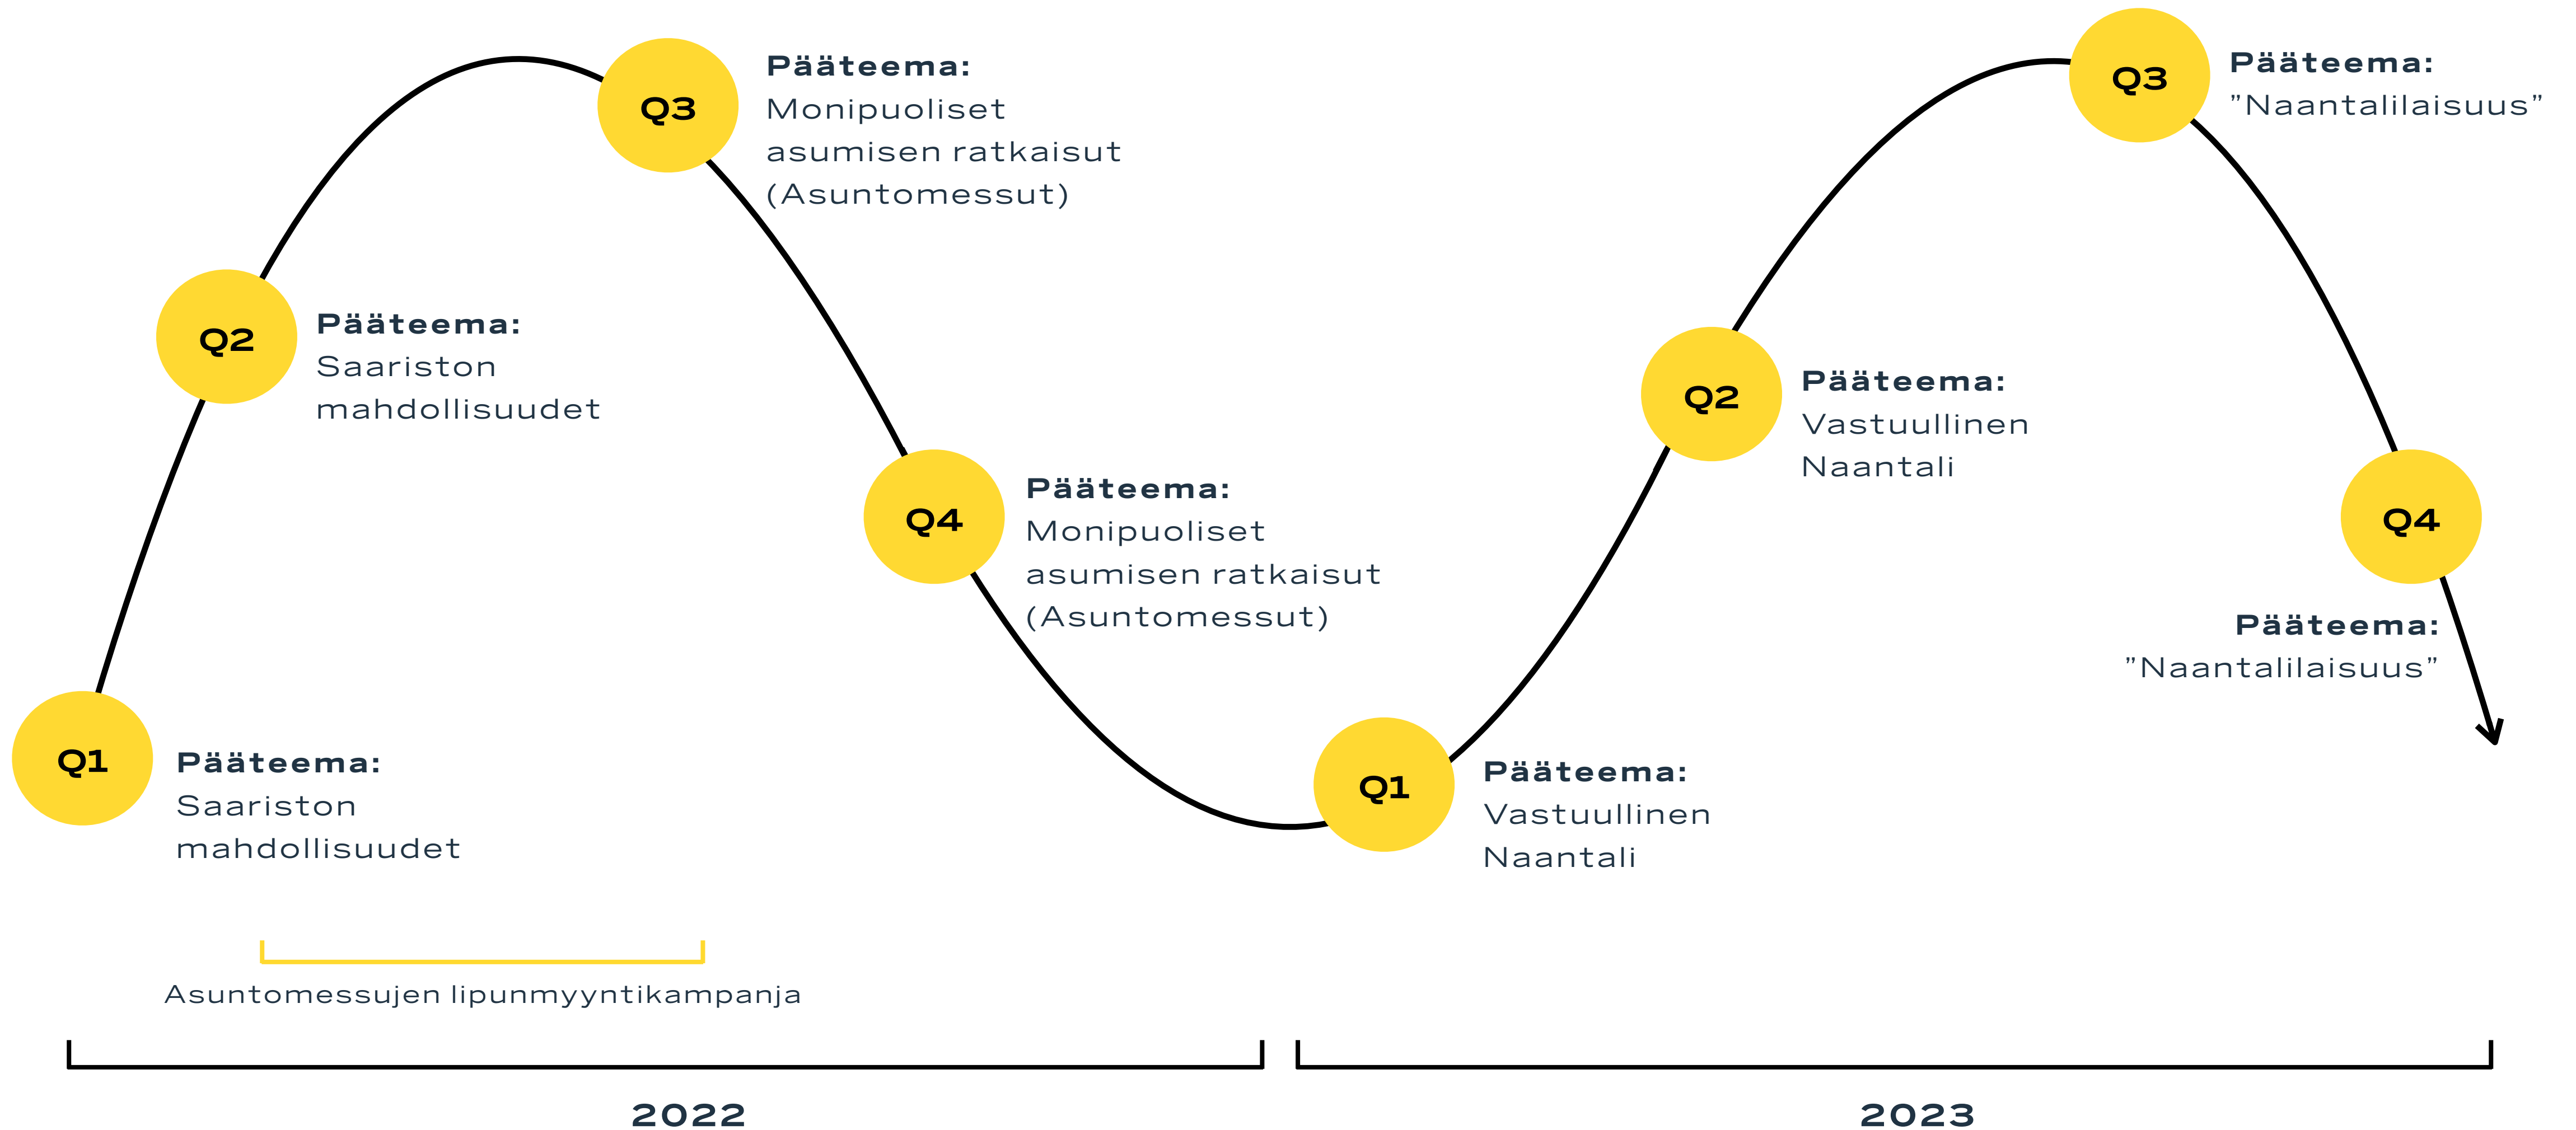 Q1
Pääteema:
Saariston
mahdollisuudet
Q2
Pääteema:
Saariston
mahdollisuudet
Q3
Pääteema:
Monipuoliset
asumisen ratkaisut
(Asuntomessut)
Q4
Pääteema:
Monipuoliset
asumisen ratkaisut
(Asuntomessut)
Q1
Pääteema:
Vastuullinen
Naantali
Q2
Pääteema:
Vastuullinen
Naantali
Q3
Pääteema:
”Naantalilaisuus”
Q4
Pääteema:
”Naantalilaisuus”
Asuntomessujen lipunmyyntikampanja
2022
2023